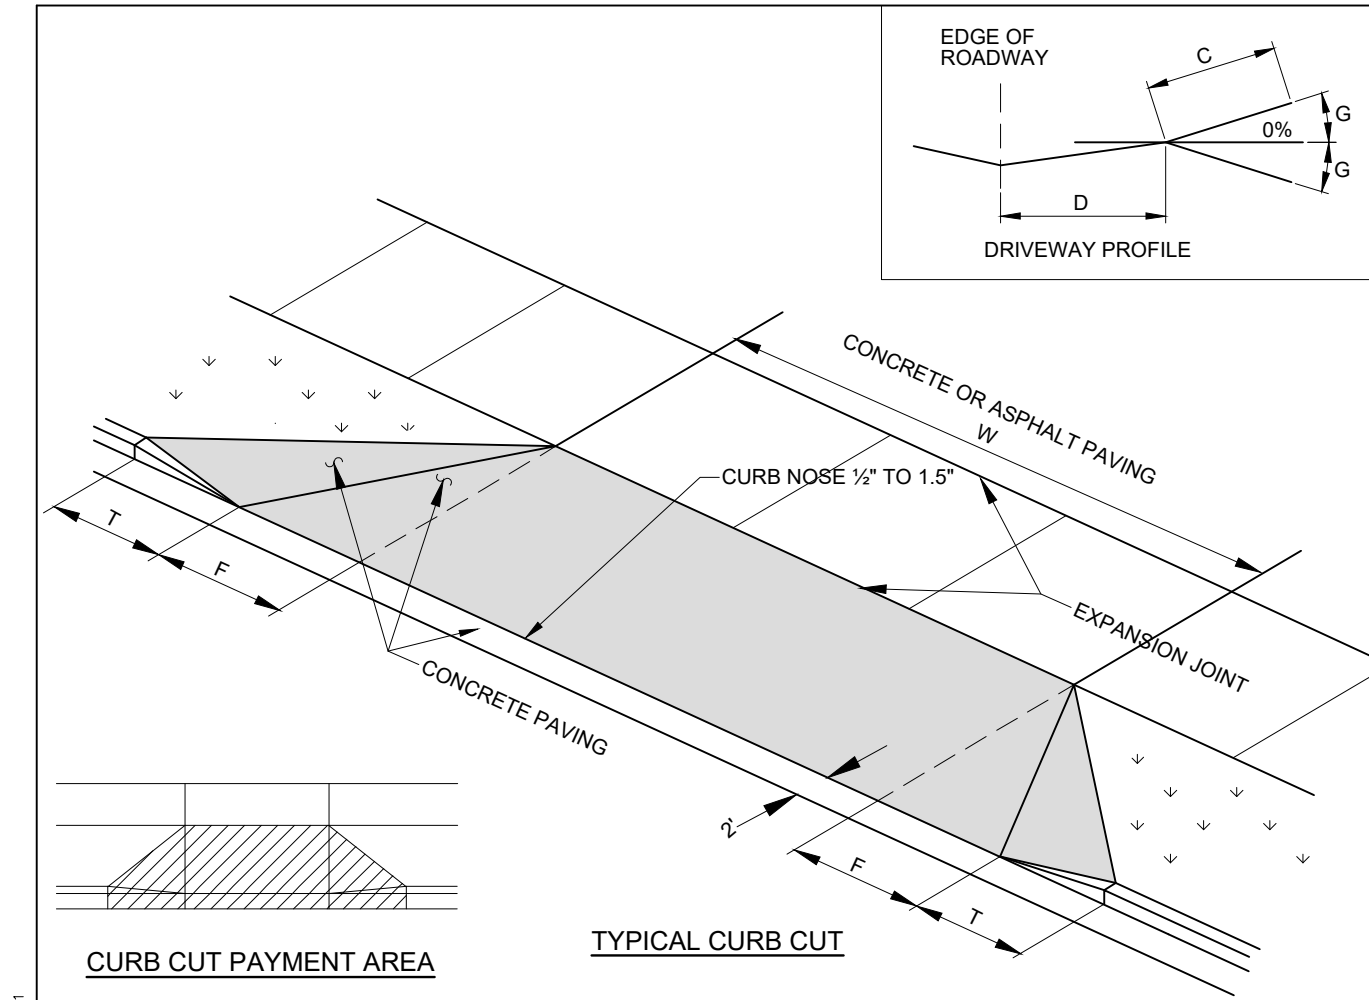 EDGE OF
ROADWAY
C
G
0%
G
D
DRIVEWAY PROFILE
CONCRETE OR ASPHALT PAVING
W
CURB NOSE ½" TO 1.5"
T
F
EXPANSION JOINT
CONCRETE PAVING
2'
F
T
TYPICAL CURB CUT
CURB CUT PAYMENT AREA
1